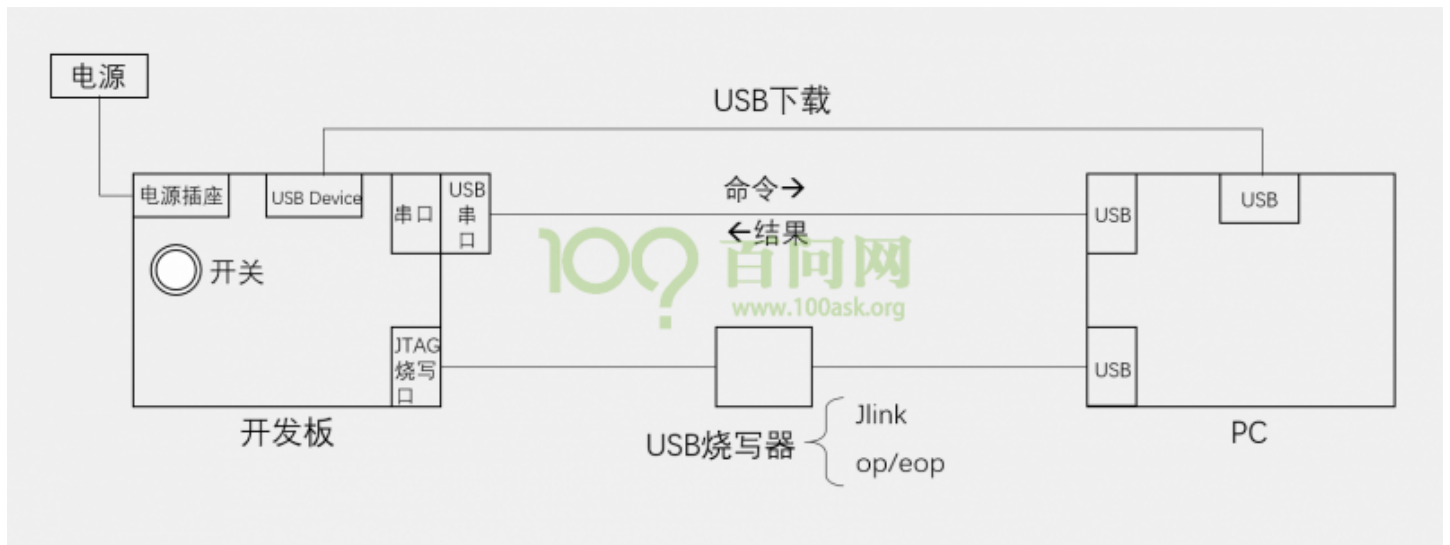 电源
USB下载
电源插座
USB Device
串口
USB
串
口
命令→
←结果
USB
USB
开关
100?
百问网
www.100ask.org
JTAG
烧写
口
USB
开发板
USB烧写器
Jlink
op/eop
PC